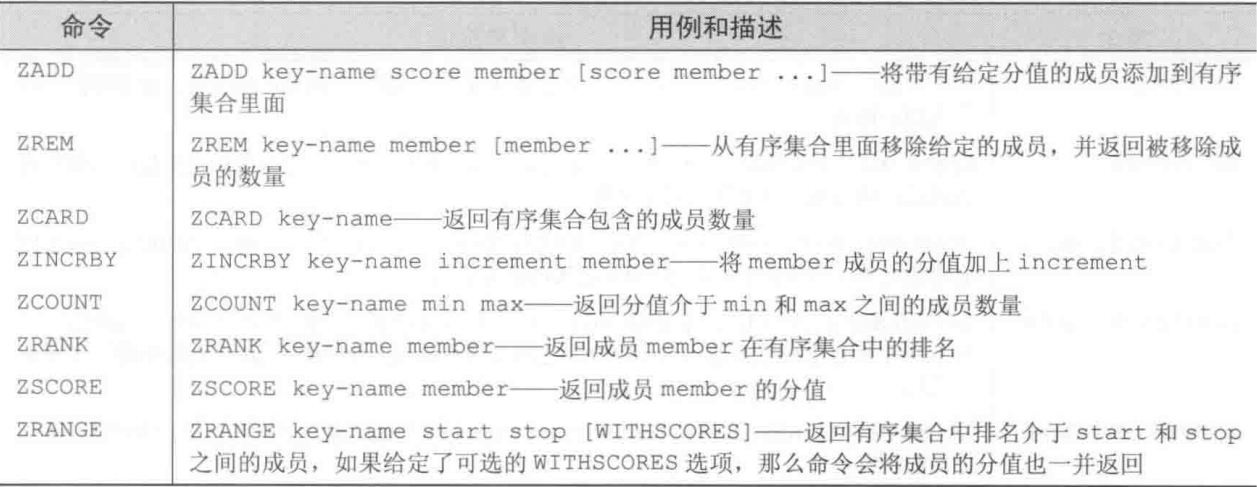 命令 用例和描述
ZADD ZADD key-name score member [score member ...]——将带有给定分值的成员添加到有序
集合里面
ZREM ZREM key-name member [member ...]——从有序集合里面移除给定的成员，并返回被移除成
员的数量
ZCARD ZCARD key-name——返回有序集合包含的成员数量
ZINCRBY ZINCRBY key-name increment member——将 member 成员的分值加上 increment
ZCOUNT ZCOUNT key-name min max——返回分值介于 min 和 max 之间的成员数量
ZRANK ZRANK key-name member——返回成员 member 在有序集合中的排名
ZSCORE ZSCORE key-name member——返回成员 member 的分值
ZRANGE ZRANGE key-name start stop [WITHSCORES]——返回有序集合中排名介于 start 和 stop
之间的成员，如果给定了可选的 WITHSCORES 选项，那么命令会将成员的分值也一并返回